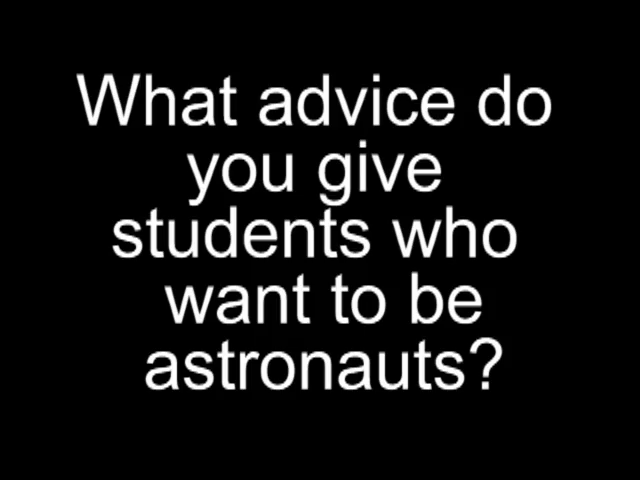 What advice do
you give
students who
want to be
astronauts?